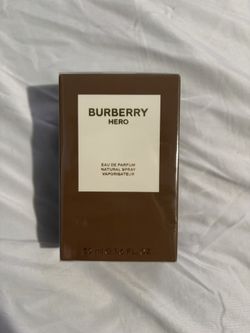 BURBERRY
HERO
EAU DE PARFUM
NATURAL SPRAY
VAPORISATEUR